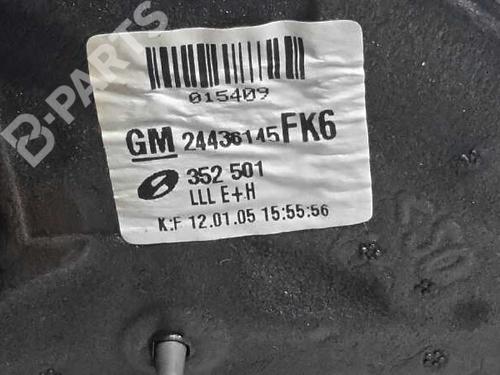 B-PARTS
015409
GM 24436145 FK6
352 501
LLL E+H
K:F 12.01.05 15:55:56